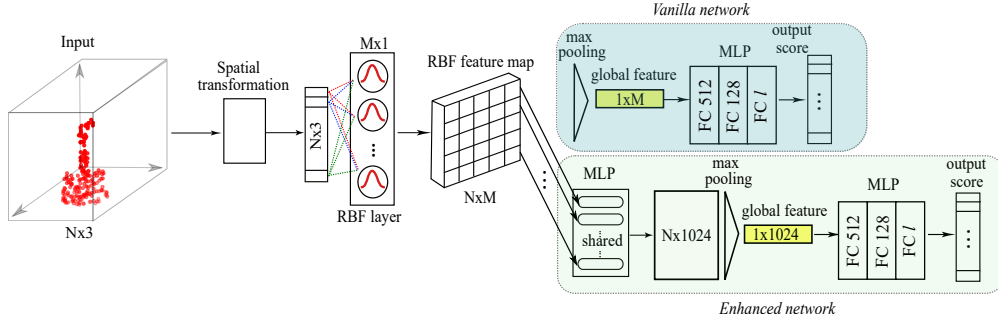 Input
Nx3
Spatial
transformation
Nx3
Mx1
...
RBF layer
RBF feature map
NxM
...
Vanilla network
max
pooling
global feature
1xM
MLP
FC 512
FC 128
FC l
output
score
...
MLP
shared
Nx1024
max
pooling
global feature
1x1024
MLP
FC 512
FC 128
FC l
output
score
...
Enhanced network